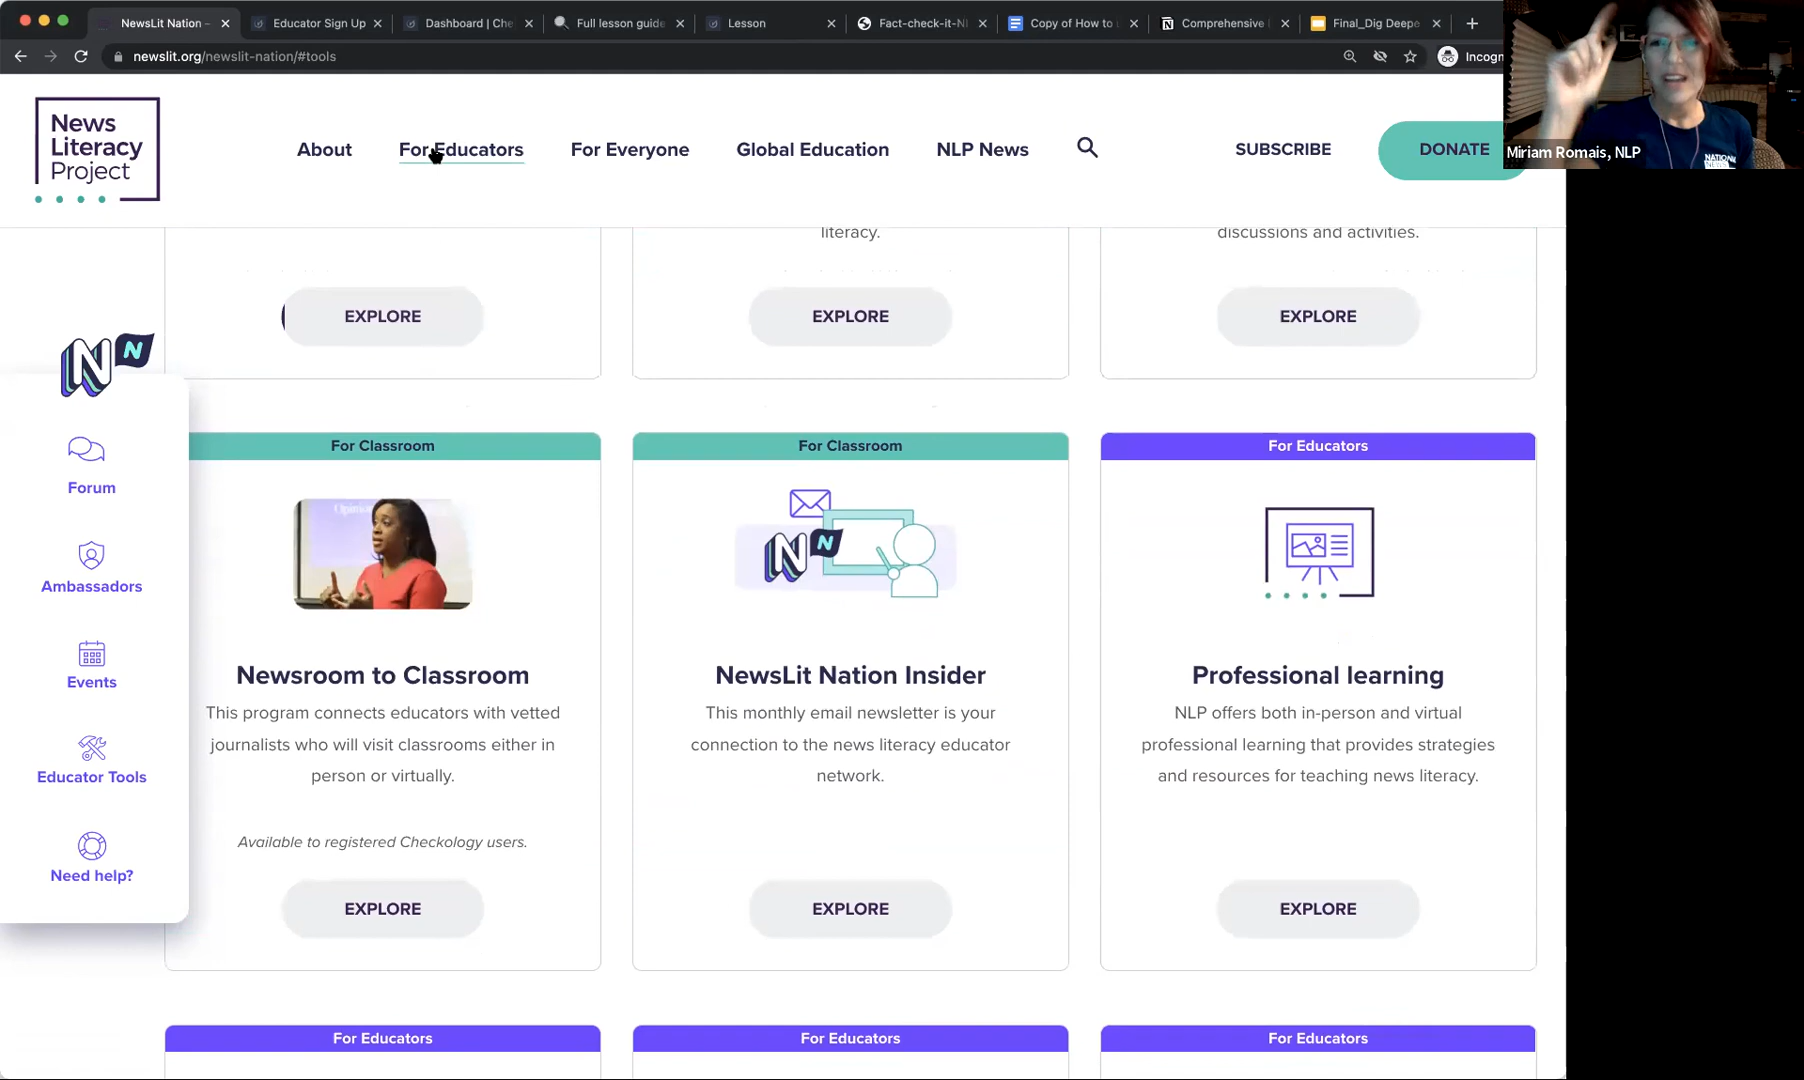 NewsLit Nation –
Educator Sign Up
Dashboard | Che
Full lesson guide
Lesson
Fact-check-it-NL
Copy of How to
Comprehensive
Final_Dig Deepe
newslit.org/newslit-nation/#tools
Incogn
News
Literacy
Project
About
For Educators
For Everyone
Global Education
NLP News
SUBSCRIBE
DONATE
Miriam Romais, NLP
literacy.
discussions and activities.
EXPLORE
EXPLORE
EXPLORE
Forum
Ambassadors
Events
Educator Tools
Need help?
For Classroom
Newsroom to Classroom
This program connects educators with vetted
journalists who will visit classrooms either in
person or virtually.
Available to registered Checkology users.
EXPLORE
For Classroom
NewsLit Nation Insider
This monthly email newsletter is your
connection to the news literacy educator
network.
EXPLORE
For Educators
Professional learning
NLP offers both in-person and virtual
professional learning that provides strategies
and resources for teaching news literacy.
EXPLORE
For Educators
For Educators
For Educators